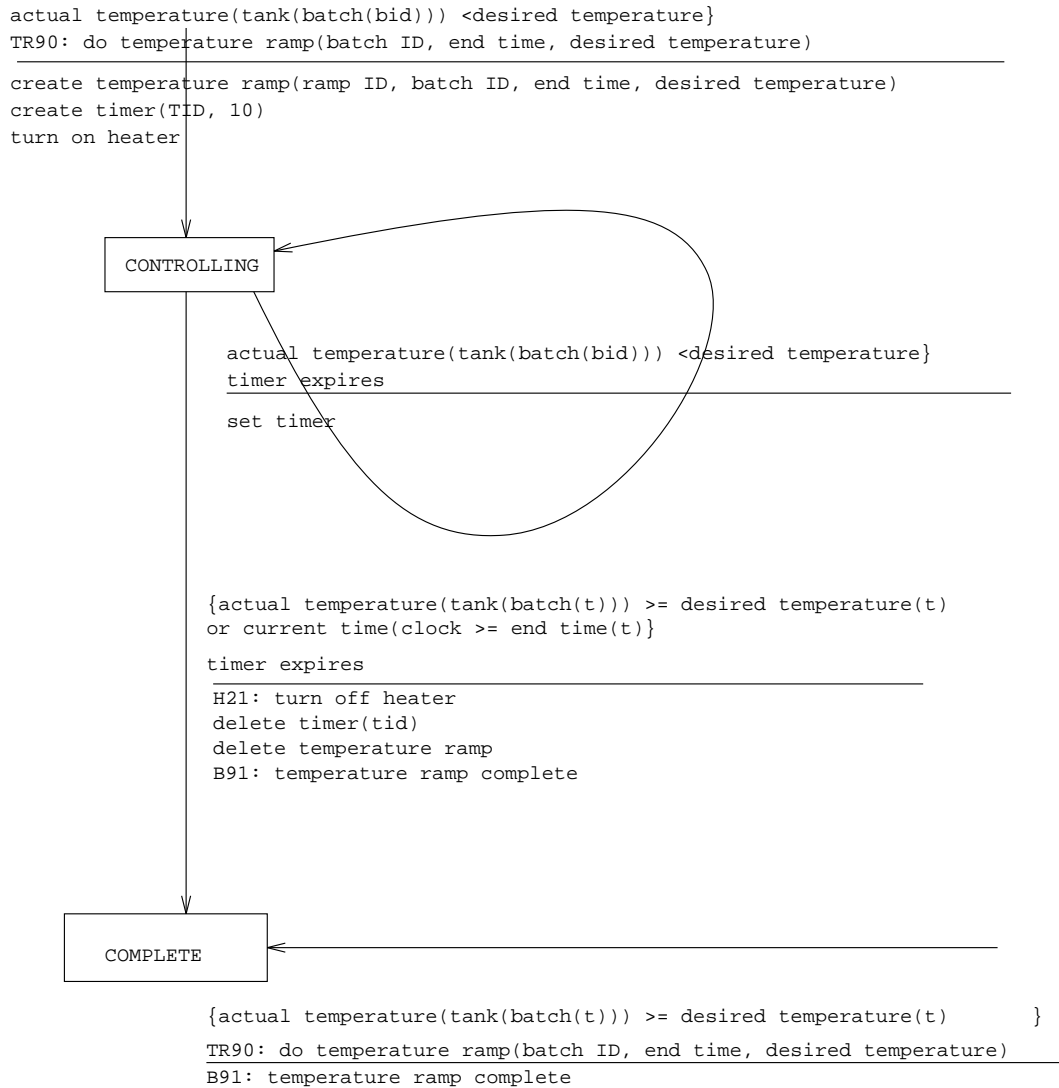 actual temperature(tank(batch(bid))) <desired temperature}
TR90: do temperature ramp(batch ID, end time, desired temperature)
create temperature ramp(ramp ID, batch ID, end time, desired temperature)
create timer(TID, 10)
turn on heater
CONTROLLING
actual temperature(tank(batch(bid))) <desired temperature}
timer expires
set timer
{actual temperature(tank(batch(t))) >= desired temperature(t)
or current time(clock >= end time(t)}
timer expires
H21: turn off heater
delete timer(tid)
delete temperature ramp
B91: temperature ramp complete
COMPLETE
{actual temperature(tank(batch(t))) >= desired temperature(t) }
TR90: do temperature ramp(batch ID, end time, desired temperature)
B91: temperature ramp complete